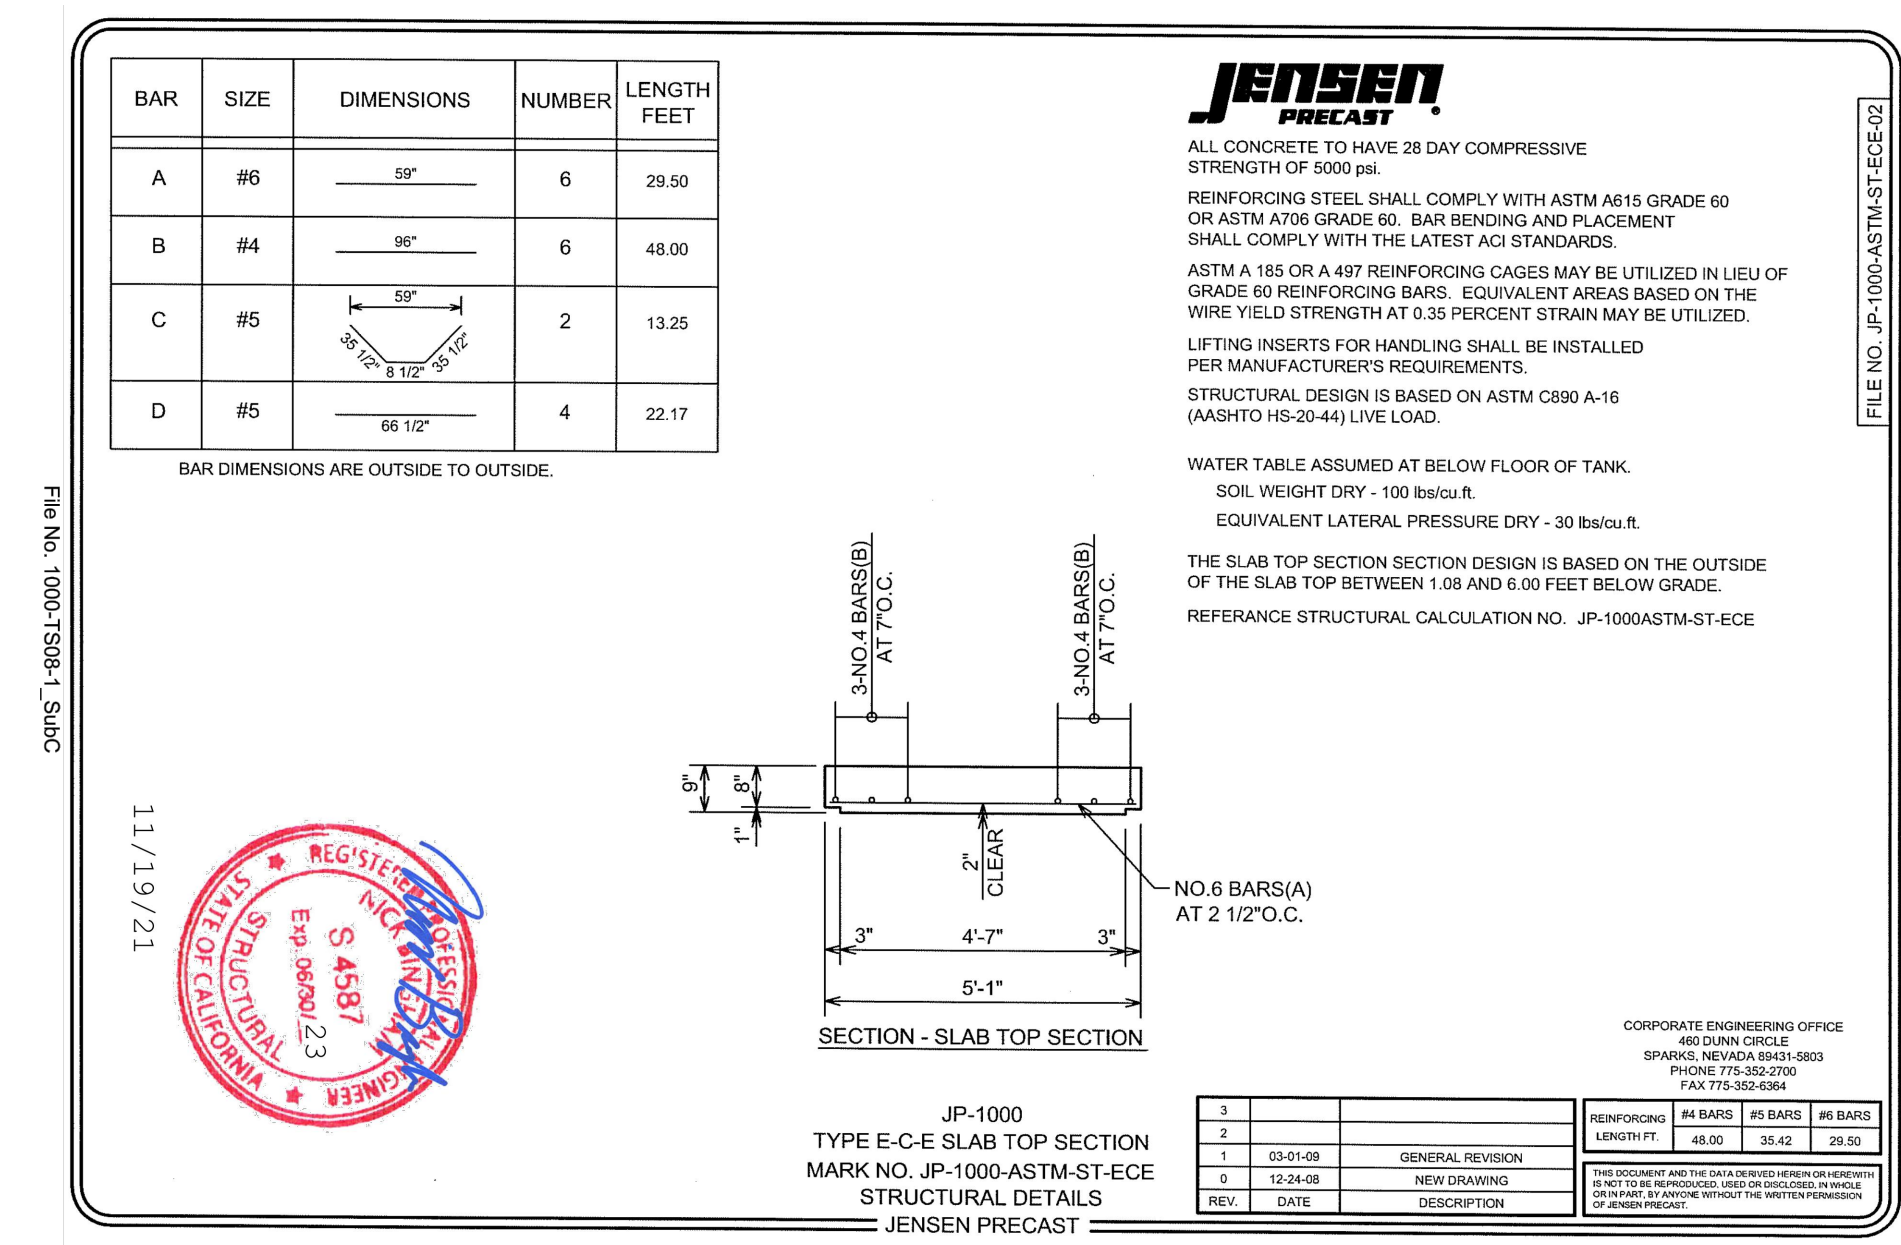 BAR SIZE DIMENSIONS NUMBER LENGTH FEET
A #6 59" 6 29.50
B #4 96" 6 48.00
C #5 59" 35 1/2" 8 1/2" 35 1/2" 2 13.25
D #5 66 1/2" 4 22.17
BAR DIMENSIONS ARE OUTSIDE TO OUTSIDE.
JENSEN
PRECAST ®
ALL CONCRETE TO HAVE 28 DAY COMPRESSIVE
STRENGTH OF 5000 psi.
REINFORCING STEEL SHALL COMPLY WITH ASTM A615 GRADE 60
OR ASTM A706 GRADE 60. BAR BENDING AND PLACEMENT
SHALL COMPLY WITH THE LATEST ACI STANDARDS.
ASTM A 185 OR A 497 REINFORCING CAGES MAY BE UTILIZED IN LIEU OF
GRADE 60 REINFORCING BARS. EQUIVALENT AREAS BASED ON THE
WIRE YIELD STRENGTH AT 0.35 PERCENT STRAIN MAY BE UTILIZED.
LIFTING INSERTS FOR HANDLING SHALL BE INSTALLED
PER MANUFACTURER'S REQUIREMENTS.
STRUCTURAL DESIGN IS BASED ON ASTM C890 A-16
(AASHTO HS-20-44) LIVE LOAD.
WATER TABLE ASSUMED AT BELOW FLOOR OF TANK.
SOIL WEIGHT DRY - 100 lbs/cu.ft.
EQUIVALENT LATERAL PRESSURE DRY - 30 lbs/cu.ft.
THE SLAB TOP SECTION SECTION DESIGN IS BASED ON THE OUTSIDE
OF THE SLAB TOP BETWEEN 1.08 AND 6.00 FEET BELOW GRADE.
REFERANCE STRUCTURAL CALCULATION NO. JP-1000ASTM-ST-ECE
FILE NO. JP-1000-ASTM-ST-ECE-02
File No. 1000-TS08-1_SubC
3-NO.4 BARS(B)
AT 7"O.C.
3-NO.4 BARS(B)
AT 7"O.C.
9"
8"
1"
2"
CLEAR
NO.6 BARS(A)
AT 2 1/2"O.C.
3" 4'-7" 3"
5'-1"
SECTION - SLAB TOP SECTION
11/19/21
REGISTERED PROFESSIONAL ENGINEER
STATE OF CALIFORNIA
NICK
S 4587
Exp. 06/30/23
STRUCTURAL
JP-1000
TYPE E-C-E SLAB TOP SECTION
MARK NO. JP-1000-ASTM-ST-ECE
STRUCTURAL DETAILS
JENSEN PRECAST
CORPORATE ENGINEERING OFFICE
460 DUNN CIRCLE
SPARKS, NEVADA 89431-5803
PHONE 775-352-2700
FAX 775-352-6364
3
2
1 03-01-09 GENERAL REVISION
0 12-24-08 NEW DRAWING
REV. DATE DESCRIPTION
REINFORCING LENGTH FT. #4 BARS #5 BARS #6 BARS
48.00 35.42 29.50
THIS DOCUMENT AND THE DATA DERIVED HEREIN OR HEREWITH
IS NOT TO BE REPRODUCED, USED OR DISCLOSED, IN WHOLE
OR IN PART, BY ANYONE WITHOUT THE WRITTEN PERMISSION
OF JENSEN PRECAST.